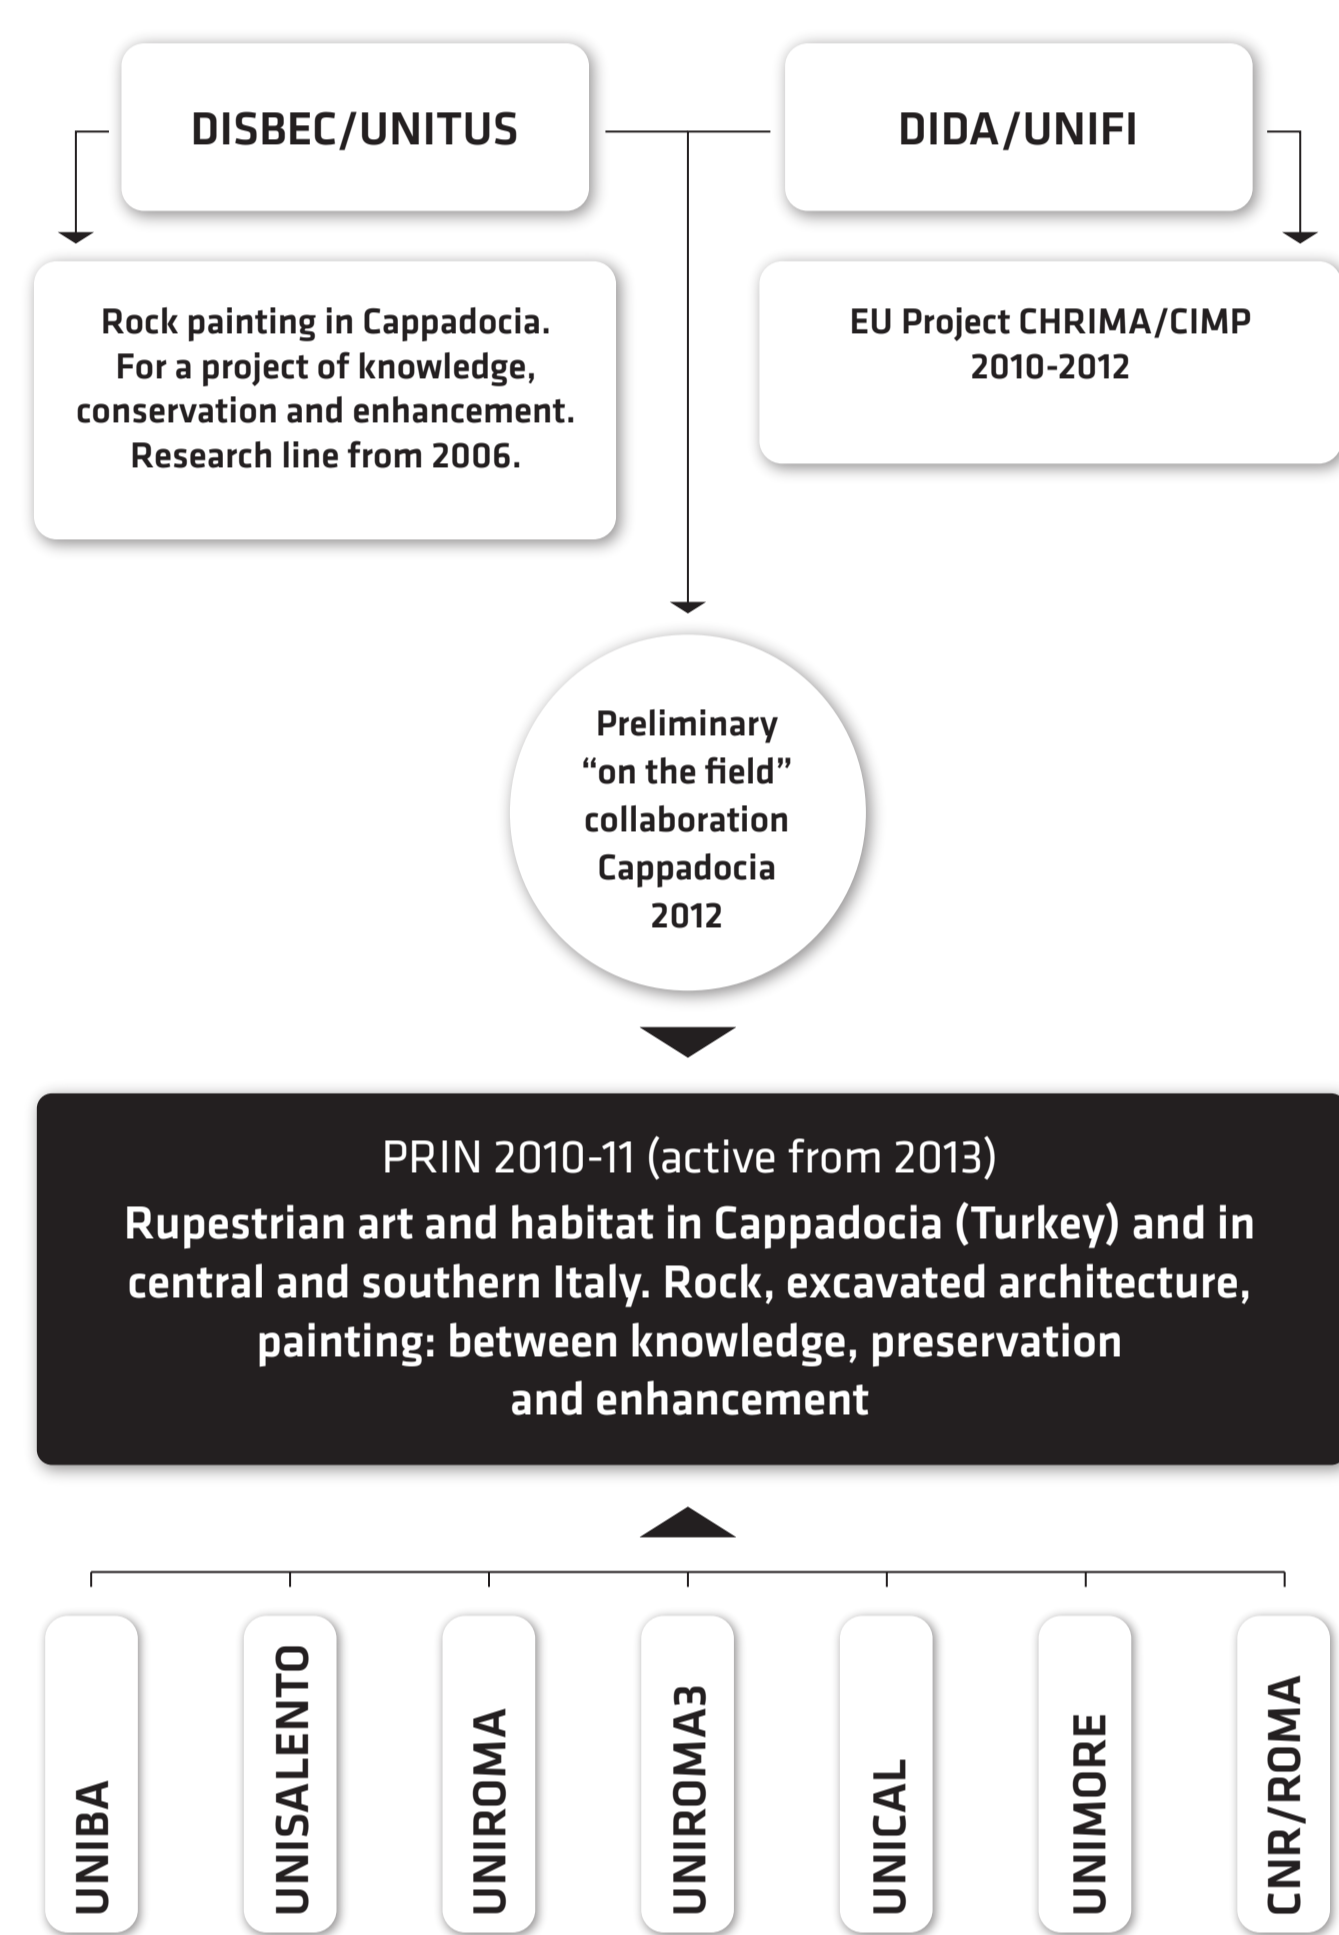 DISBEC/UNITUS
DIDA/UNIFI
Rock painting in Cappadocia.
For a project of knowledge,
conservation and enhancement.
Research line from 2006.
EU Project CHRIMA/CIMP
2010-2012
Preliminary
“on the field”
collaboration
Cappadocia
2012
PRIN 2010-11 (active from 2013)
Rupestrian art and habitat in Cappadocia (Turkey) and in
central and southern Italy. Rock, excavated architecture,
painting: between knowledge, preservation
and enhancement
UNIBA
UNISALENTO
UNIROMA
UNIROMA3
UNICAL
UNIMORE
CNR/ROMA